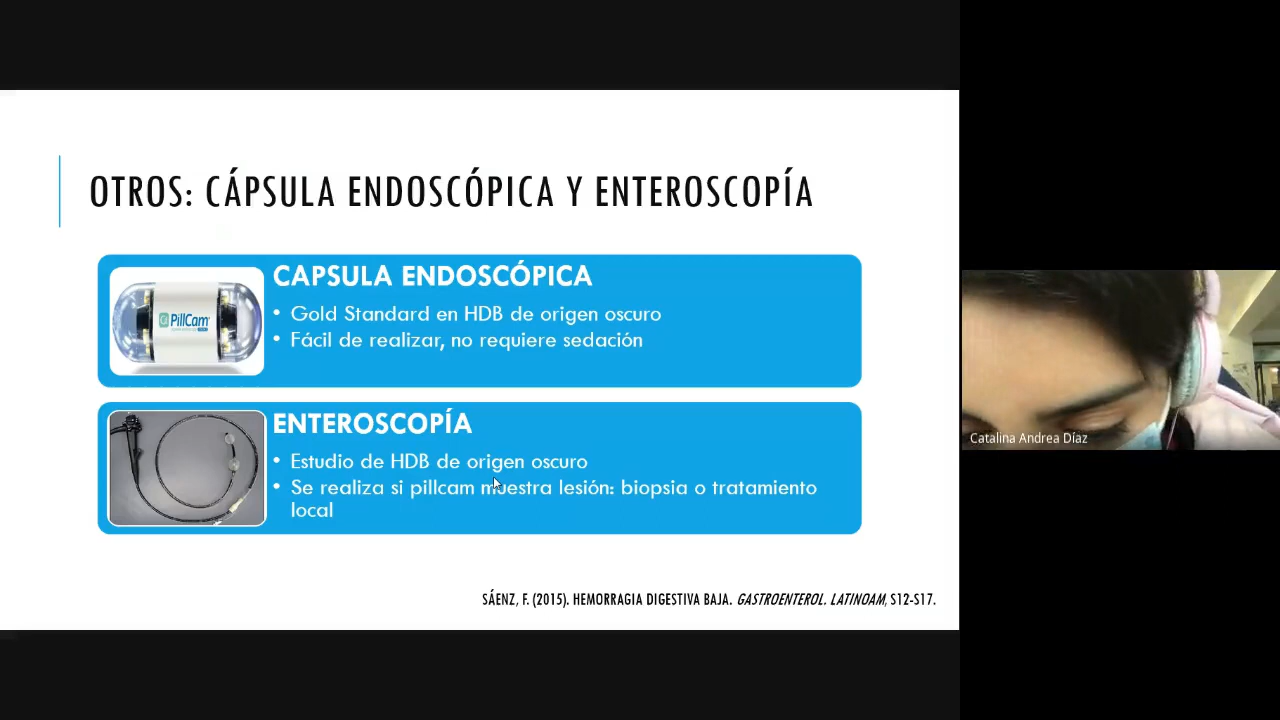 OTROS: CÁPSULA ENDOSCÓPICA Y ENTEROSCOPÍA
CAPSULA ENDOSCÓPICA
• Gold Standard en HDB de origen oscuro
• Fácil de realizar, no requiere sedación
PillCam
ENTEROSCOPÍA
• Estudio de HDB de origen oscuro
• Se realiza si pillcam muestra lesión: biopsia o tratamiento
local
SÁENZ, F. (2015). HEMORRAGIA DIGESTIVA BAJA. GASTROENTEROL. LATINOAM, S12-S17.
Catalina Andrea Díaz